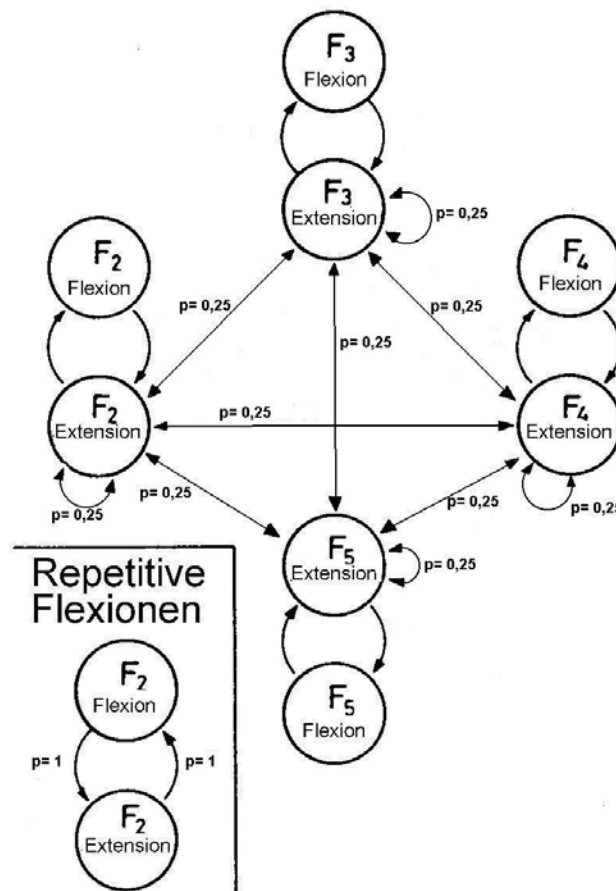 F3
Flexion
F3
Extension
p= 0,25
F2
Flexion
F4
Flexion
p= 0,25
p= 0,25
p= 0,25
F2
Extension
p= 0,25
F4
Extension
p= 0,25
p= 0,25
p= 0,25
p= 0,25
F5
Extension
p= 0,25
Repetitive
Flexionen
F2
Flexion
F5
Flexion
p= 1
p= 1
F2
Extension